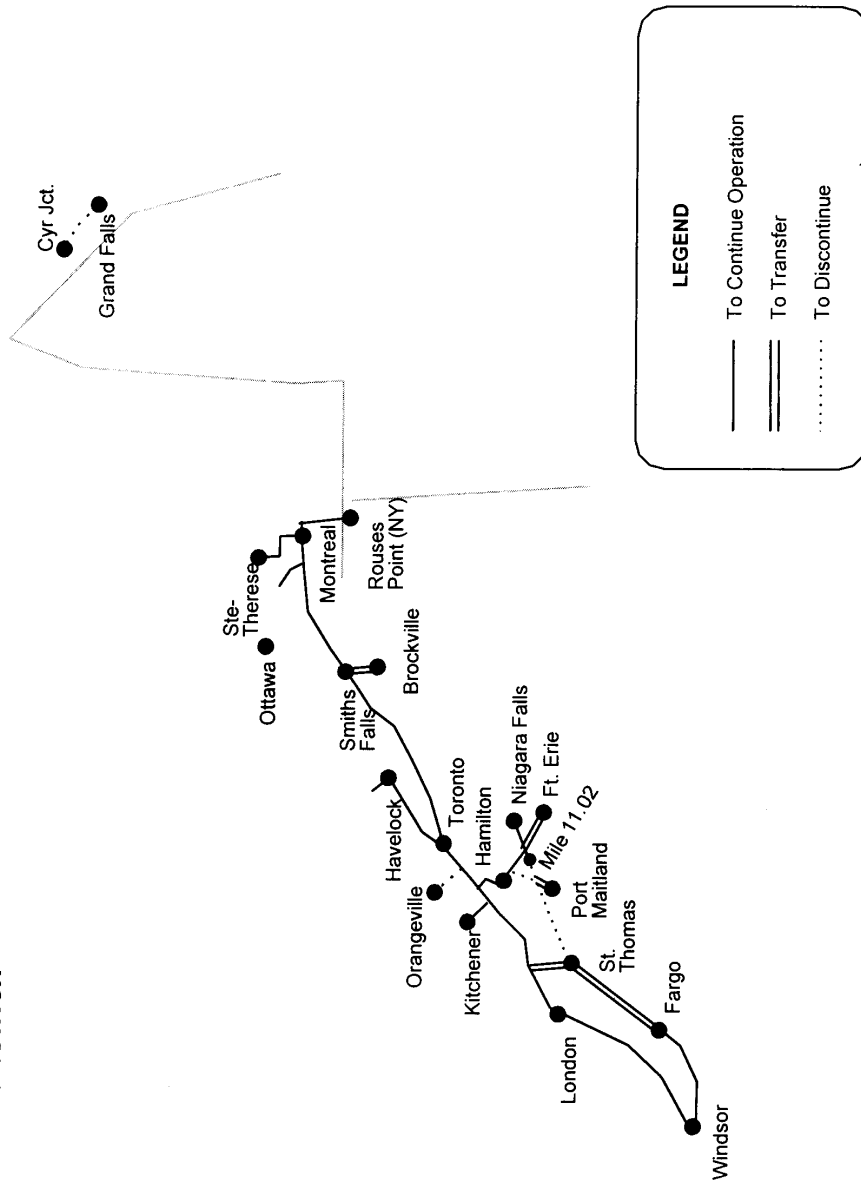 Cyr Jct.
Grand Falls
Ste-
Therese
Ottawa
Montreal
Rouses
Point (NY)
Smiths
Falls
Brockville
Havelock
Toronto
Orangeville
Hamilton
Niagara Falls
Ft. Erie
Mile 11.02
Kitchener
Port
Maitland
St.
Thomas
London
Fargo
Windsor
LEGEND
To Continue Operation
To Transfer
To Discontinue